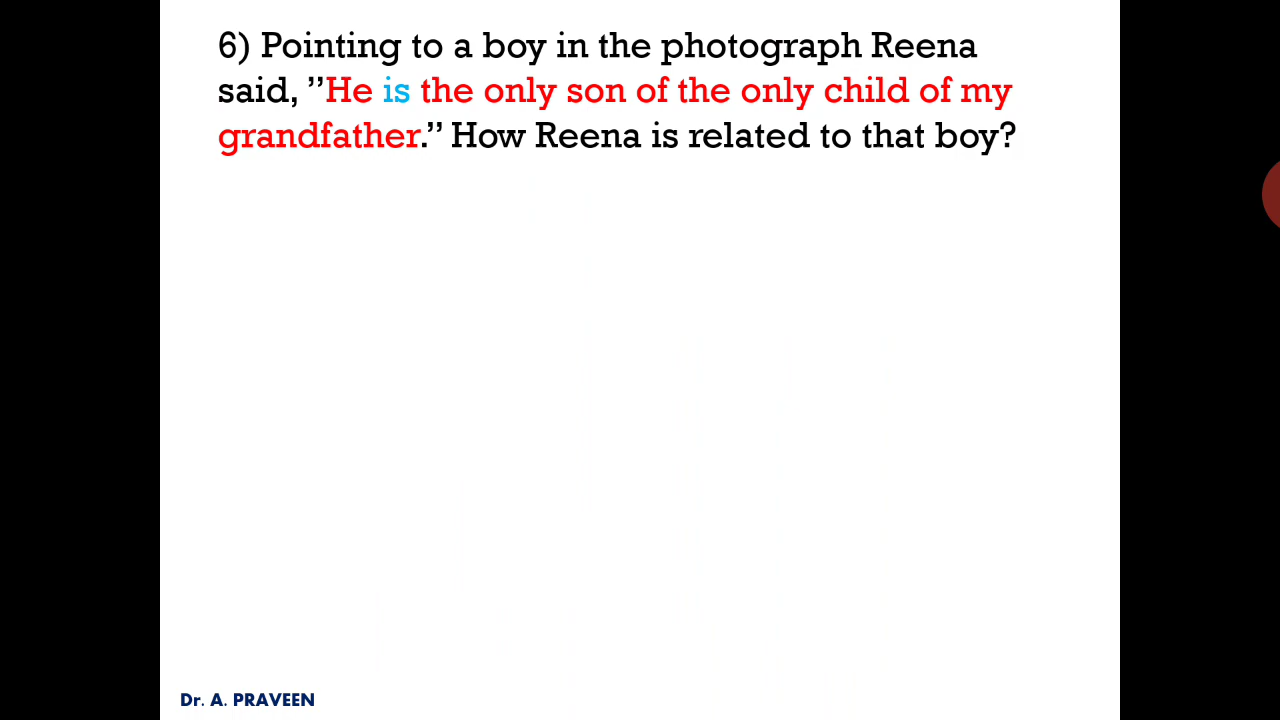 6) Pointing to a boy in the photograph Reena
said, ”He is the only son of the only child of my
grandfather.” How Reena is related to that boy?
Dr. A. PRAVEEN